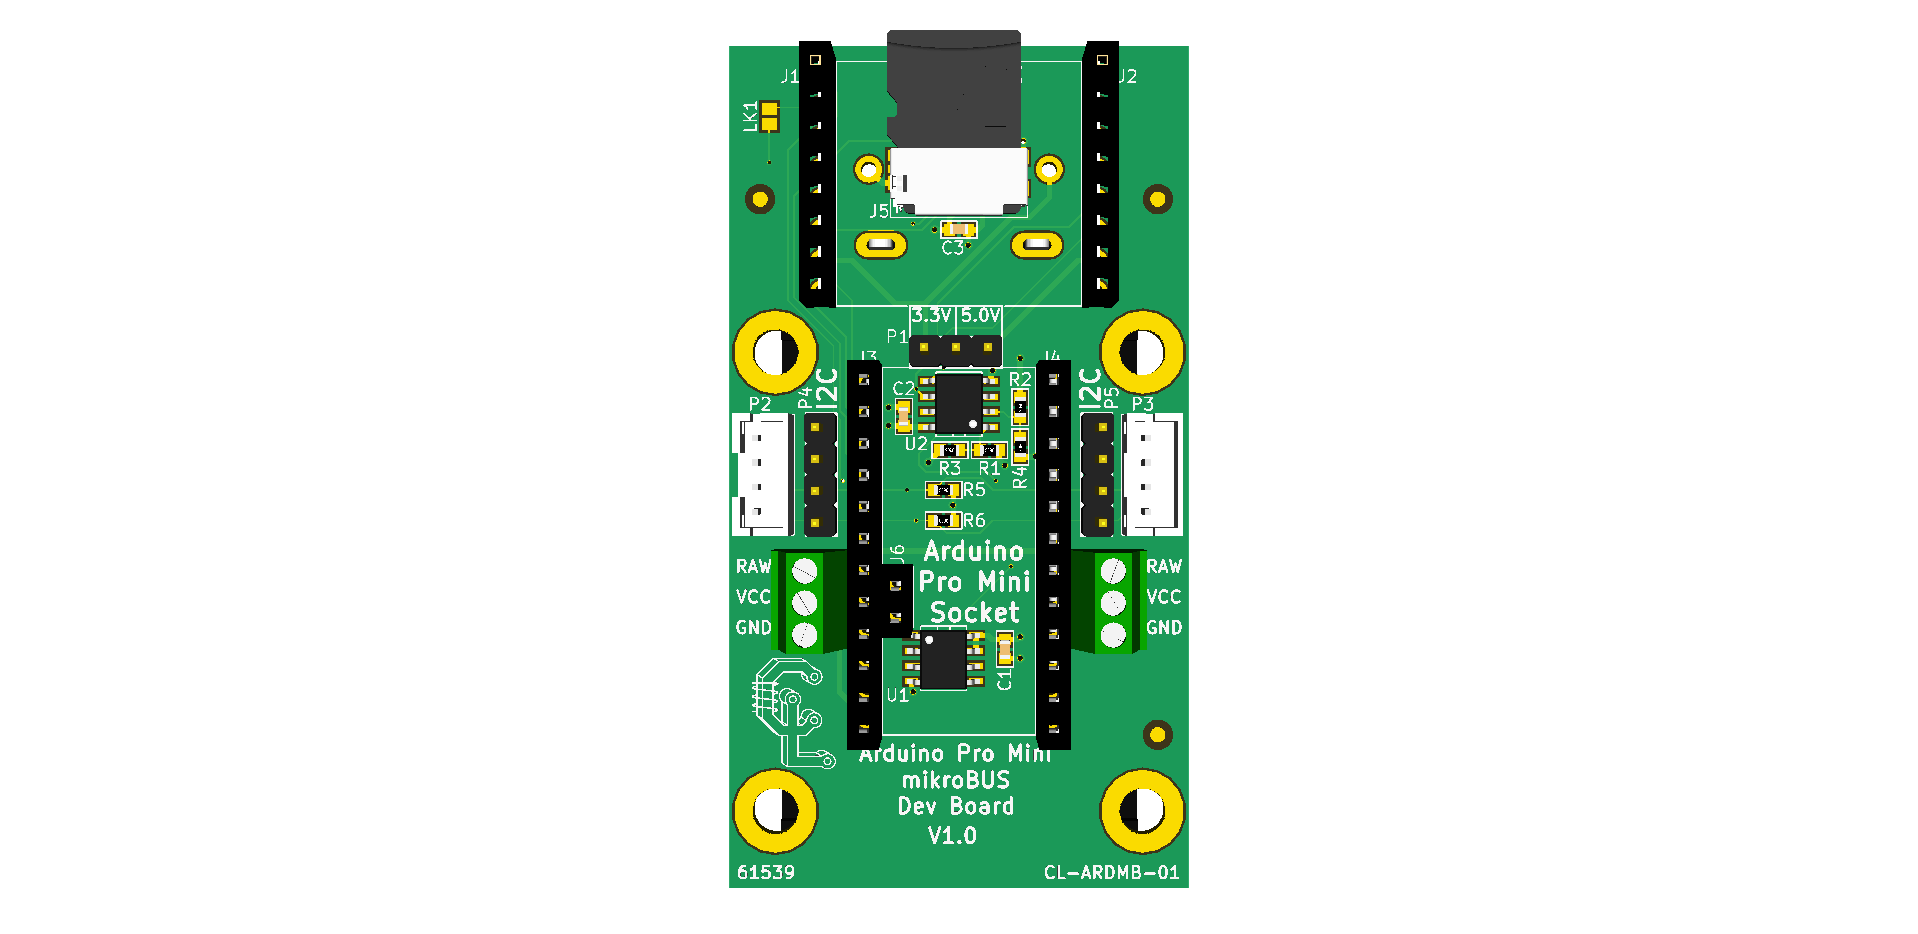 J1
J2
LK1
J5
C3
3.3V 5.0V
P1
J3
J4
I2C
P4
P2
C2
R2
I2C
P5
P3
U2
R3
R1
R4
R5
R6
J6
Arduino
Pro Mini
Socket
RAW
VCC
GND
RAW
VCC
GND
U1
C1
Arduino Pro Mini
mikroBUS
Dev Board
V1.0
61539
CL-ARDMB-01